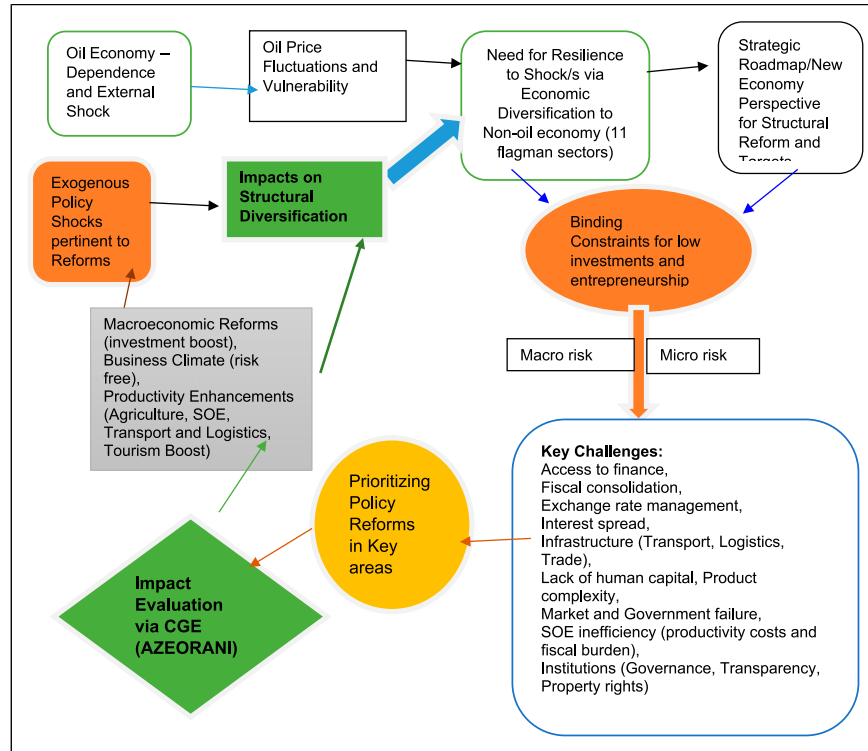 Oil Economy –
Dependence
and External
Shock
Oil Price
Fluctuations and
Vulnerability
Need for Resilience
to Shock/s via
Economic
Diversification to
Non-oil economy (11
flagman sectors)
Strategic
Roadmap/New
Economy
Perspective
for Structural
Reform and
Targets
Exogenous
Policy
Shocks
pertinent to
Reforms
Impacts on
Structural
Diversification
Binding
Constraints for low
investments and
entrepreneurship
Macroeconomic Reforms
(investment boost),
Business Climate (risk
free),
Productivity Enhancements
(Agriculture, SOE,
Transport and Logistics,
Tourism Boost)
Macro risk
Micro risk
Key Challenges:
Access to finance,
Fiscal consolidation,
Exchange rate management,
Interest spread,
Infrastructure (Transport, Logistics,
Trade),
Lack of human capital, Product
complexity,
Market and Government failure,
SOE inefficiency (productivity costs and
fiscal burden),
Institutions (Governance, Transparency,
Property rights)
Prioritizing
Policy
Reforms
in Key
areas
Impact
Evaluation
via CGE
(AZEORANI)